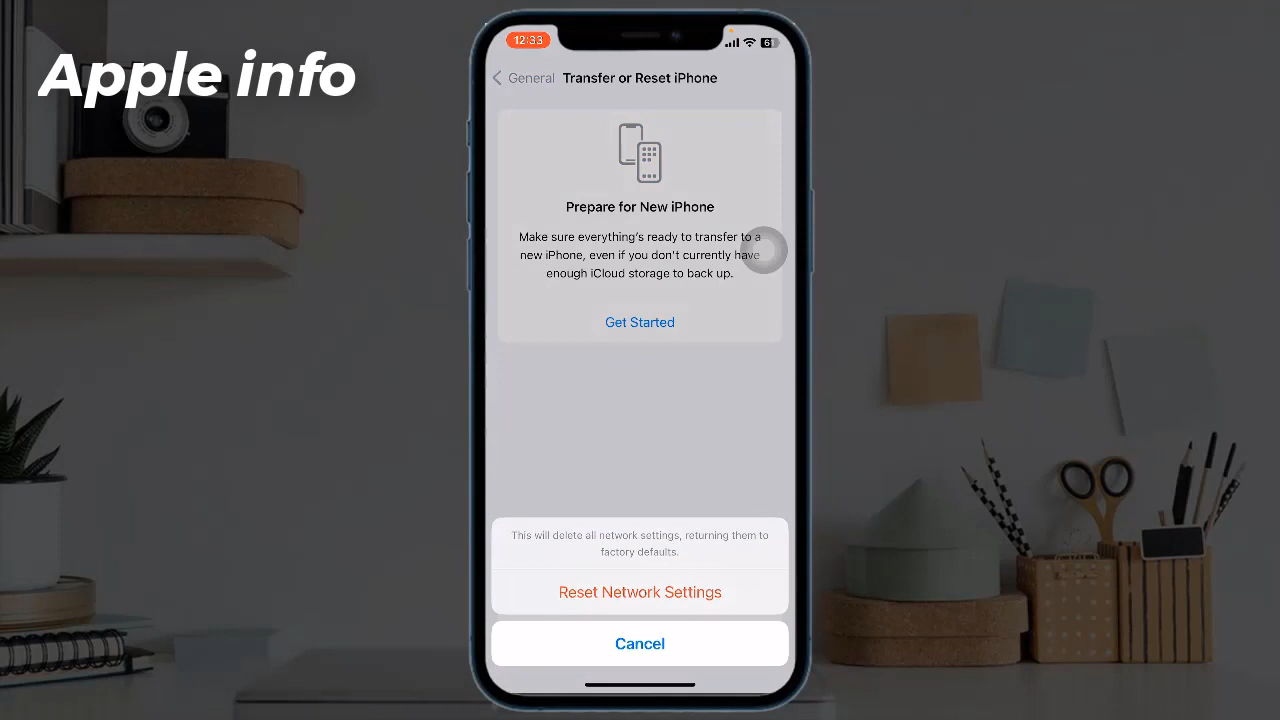 Apple info
12:33
General
Transfer or Reset iPhone
Prepare for New iPhone
Make sure everything's ready to transfer to a
new iPhone, even if you don't currently have
enough iCloud storage to back up.
Get Started
This will delete all network settings, returning them to
factory defaults.
Reset Network Settings
Cancel